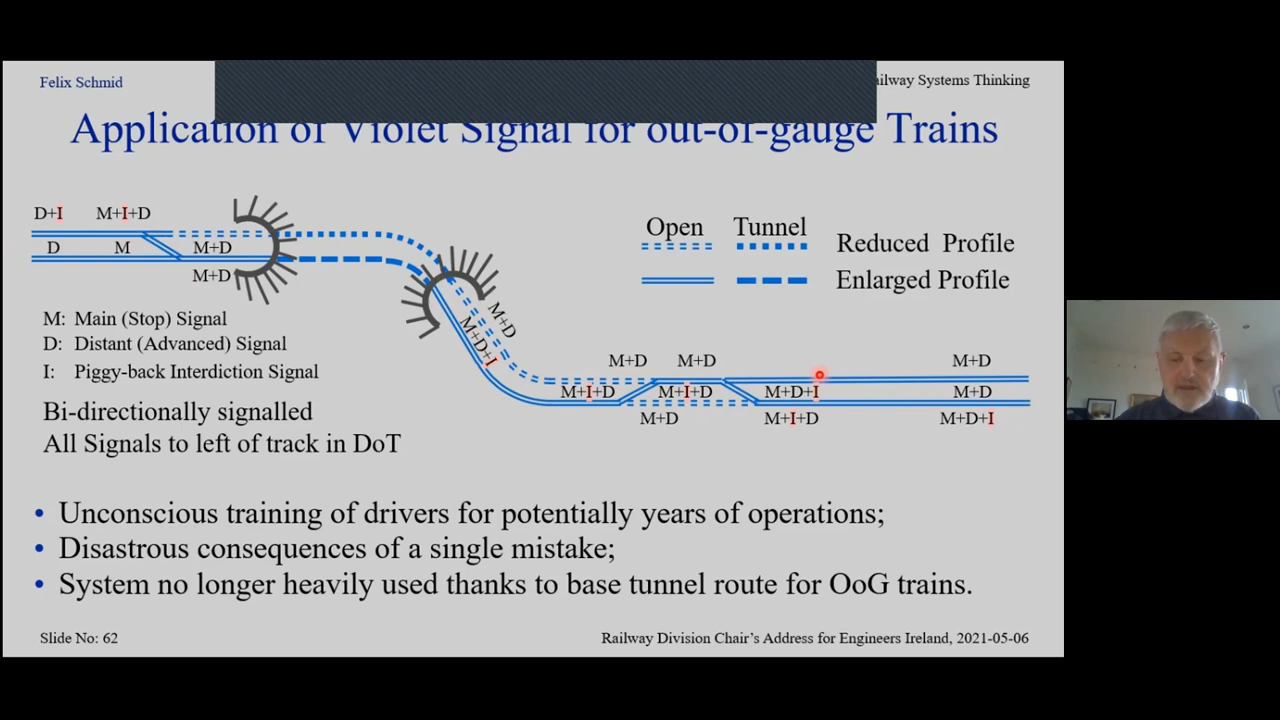 Felix Schmid
ailway Systems Thinking
Application of Violet Signal for out-of-gauge Trains
D+I M+I+D
D M M+D
M+D
Open Tunnel
Reduced Profile
Enlarged Profile
M+D
M+D+I
M: Main (Stop) Signal
D: Distant (Advanced) Signal
I: Piggy-back Interdiction Signal
M+D M+D M+D
M+I+D M+I+D M+D+I M+D
M+D M+I+D M+D+I
Bi-directionally signalled
All Signals to left of track in DoT
• Unconscious training of drivers for potentially years of operations;
• Disastrous consequences of a single mistake;
• System no longer heavily used thanks to base tunnel route for OoG trains.
Slide No: 62
Railway Division Chair's Address for Engineers Ireland, 2021-05-06